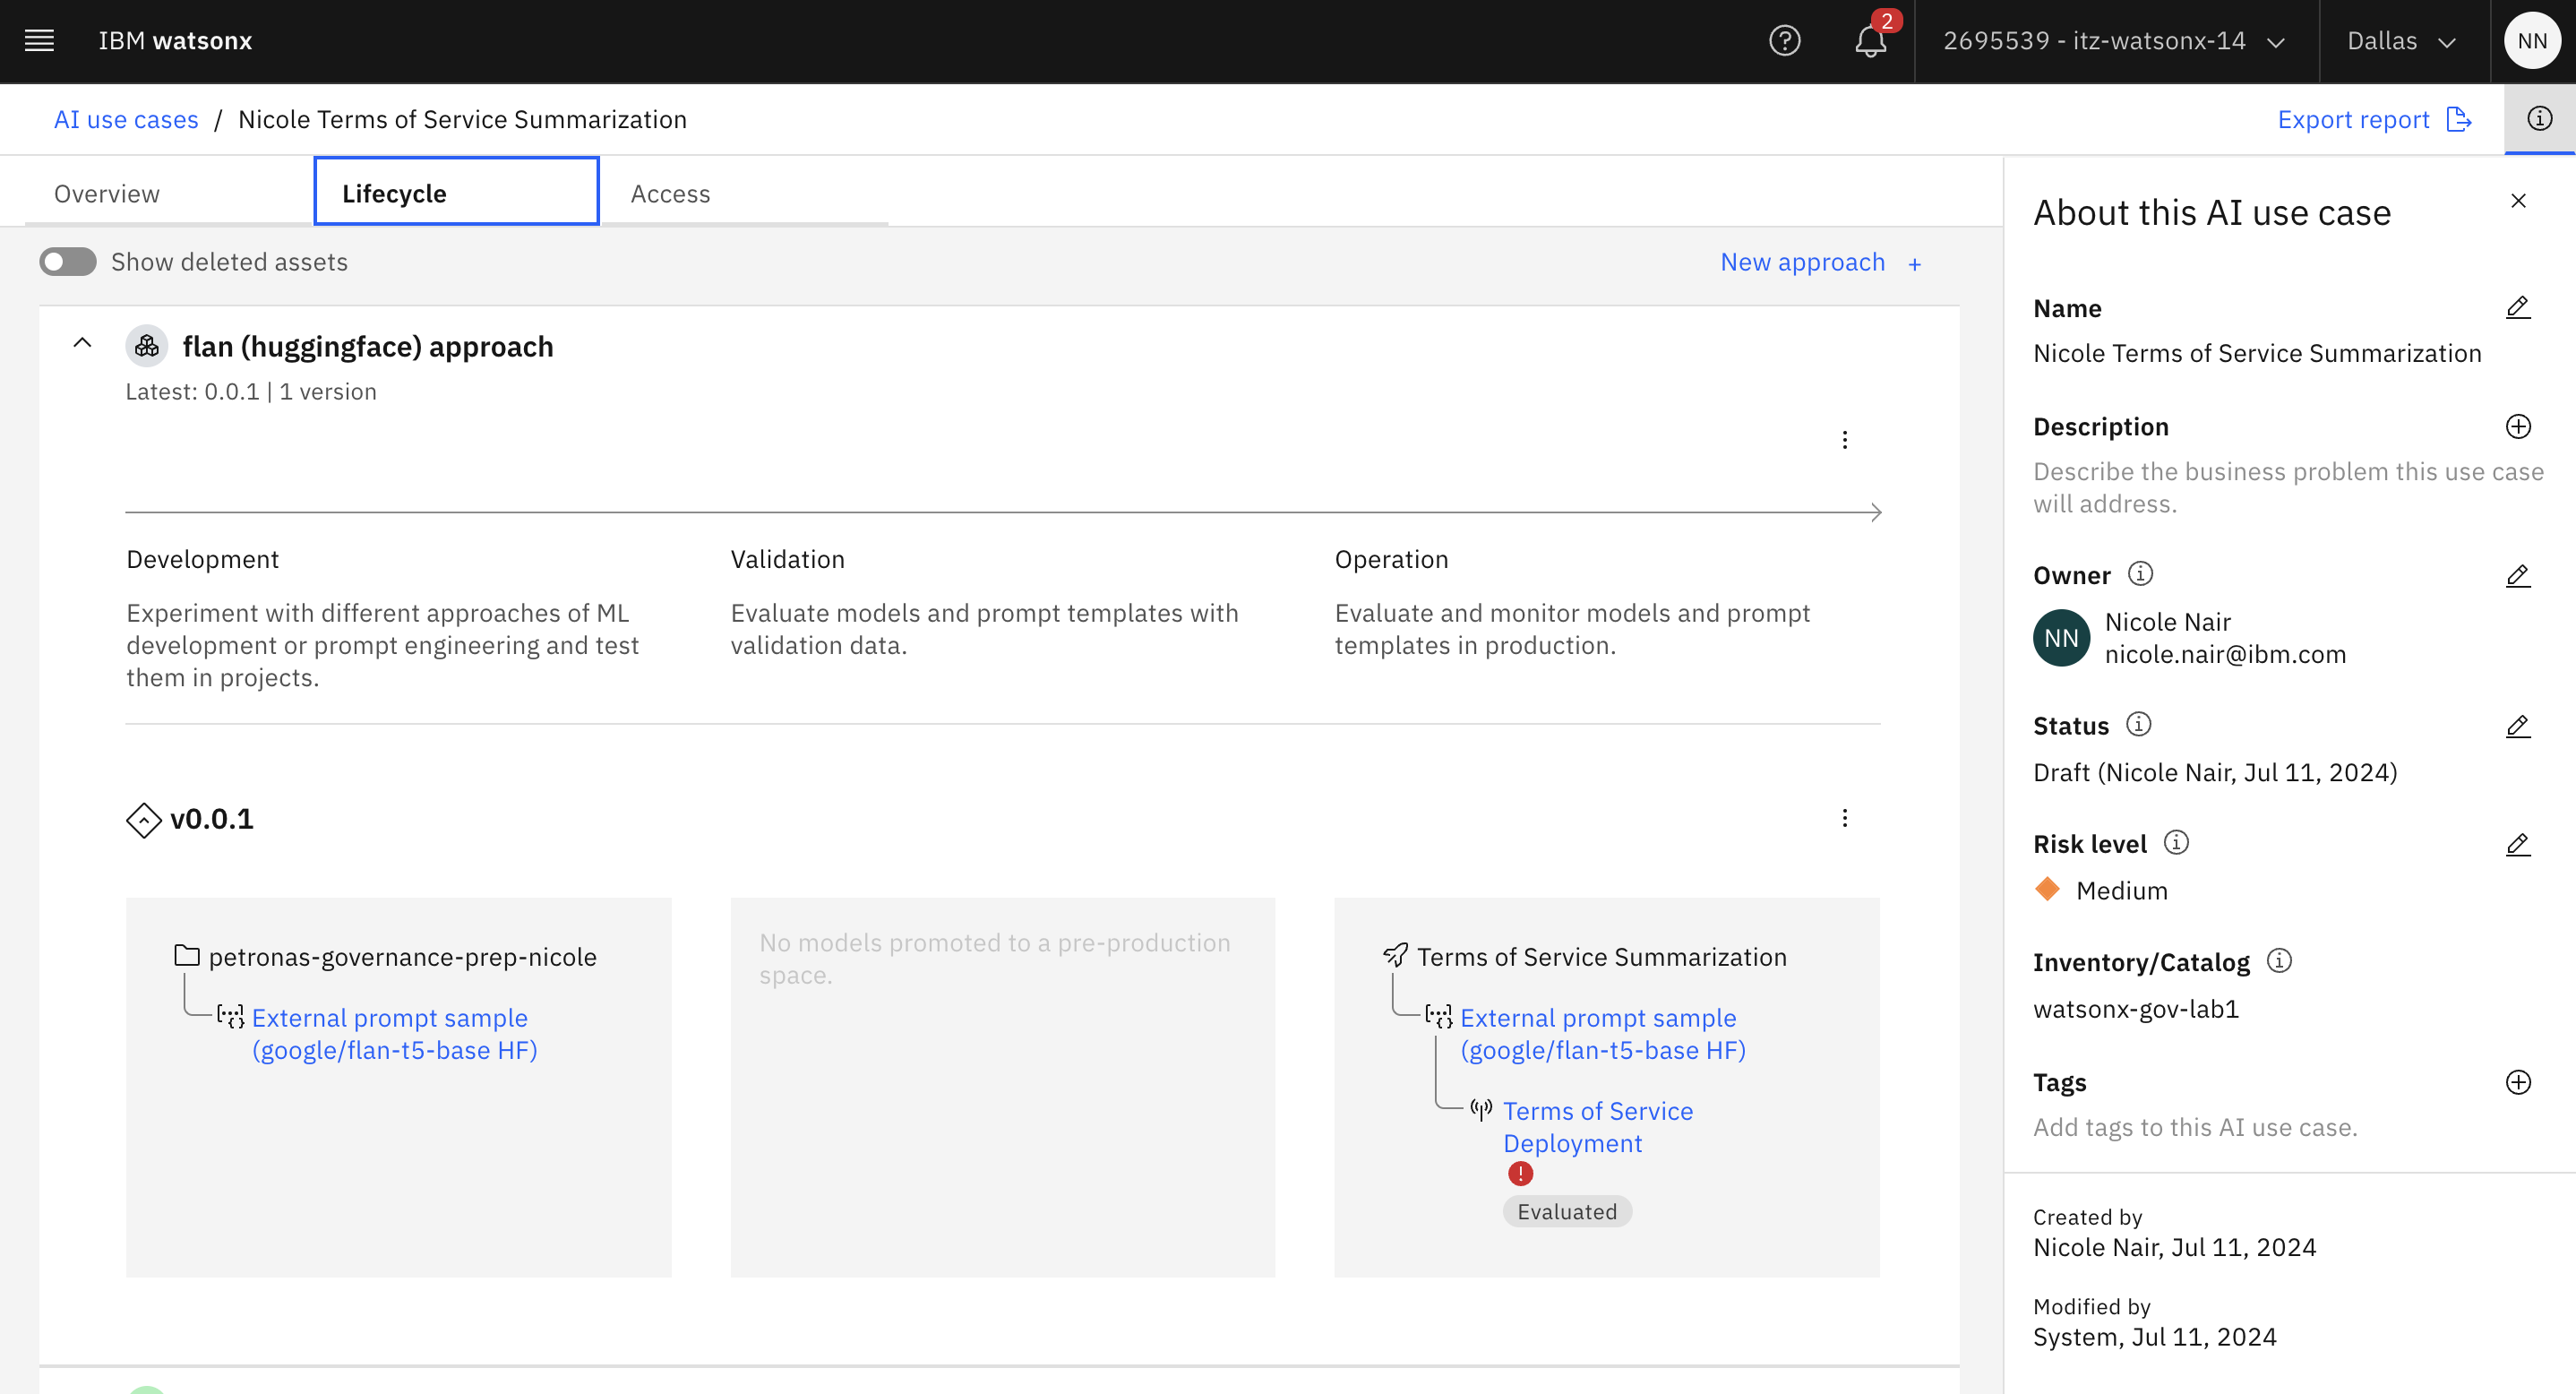 IBM watsonx
2
2695539 - itz-watsonx-14
Dallas
NN
AI use cases / Nicole Terms of Service Summarization
Export report
Overview
Lifecycle
Access
Show deleted assets
New approach +
flan (huggingface) approach
Latest: 0.0.1 | 1 version
Development
Experiment with different approaches of ML
development or prompt engineering and test
them in projects.
Validation
Evaluate models and prompt templates with
validation data.
Operation
Evaluate and monitor models and prompt
templates in production.
v0.0.1
petronas-governance-prep-nicole
External prompt sample
(google/flan-t5-base HF)
No models promoted to a pre-production
space.
Terms of Service Summarization
External prompt sample
(google/flan-t5-base HF)
Terms of Service
Deployment
Evaluated
About this AI use case
Name
Nicole Terms of Service Summarization
Description
Describe the business problem this use case
will address.
Owner
NN
Nicole Nair
nicole.nair@ibm.com
Status
Draft (Nicole Nair, Jul 11, 2024)
Risk level
Medium
Inventory/Catalog
watsonx-gov-lab1
Tags
Add tags to this AI use case.
Created by
Nicole Nair, Jul 11, 2024
Modified by
System, Jul 11, 2024